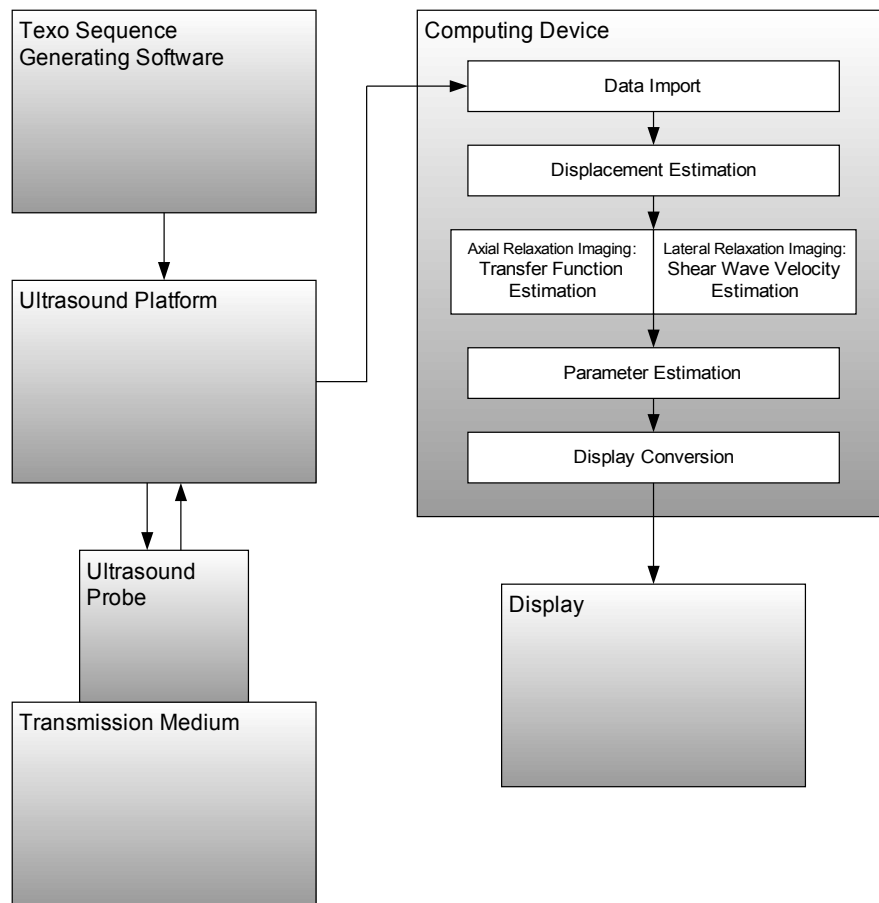 Texo Sequence
Generating Software
Ultrasound Platform
Ultrasound
Probe
Transmission Medium
Computing Device
Data Import
Displacement Estimation
Axial Relaxation Imaging:
Transfer Function
Estimation
Lateral Relaxation Imaging:
Shear Wave Velocity
Estimation
Parameter Estimation
Display Conversion
Display